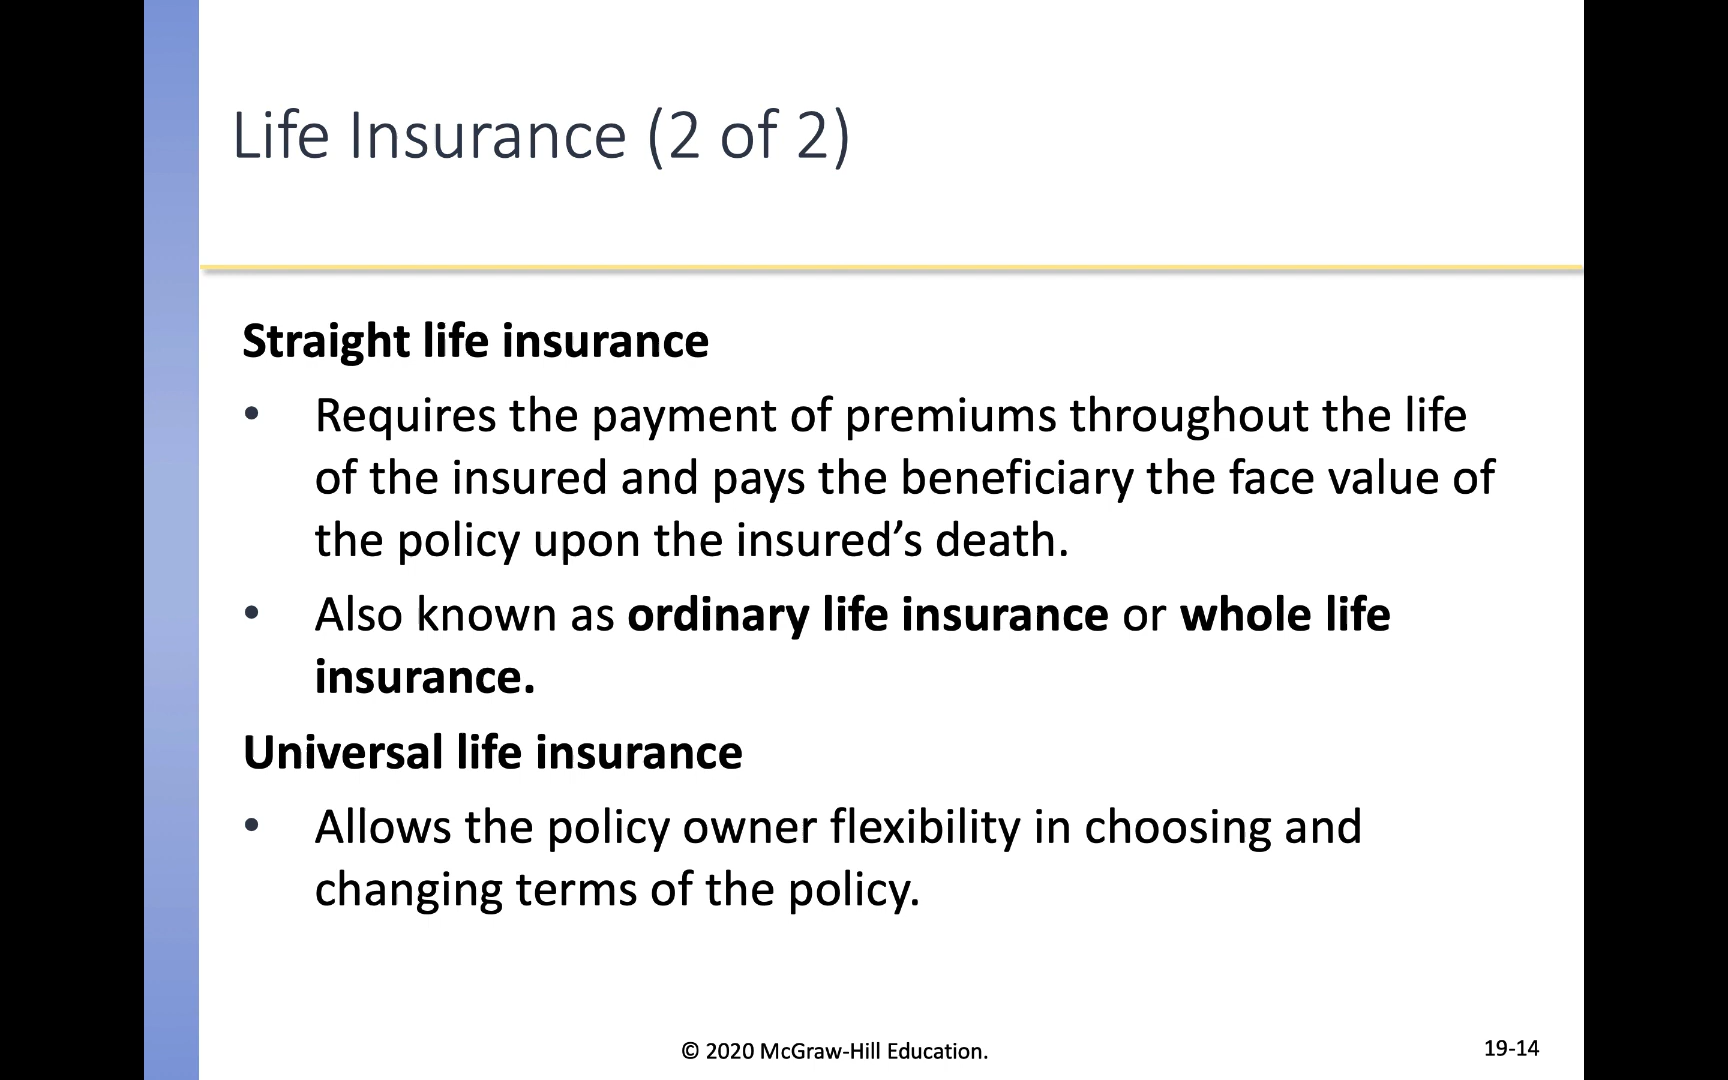 Life Insurance (2 of 2)
Straight life insurance
• Requires the payment of premiums throughout the life
of the insured and pays the beneficiary the face value of
the policy upon the insured’s death.
• Also known as ordinary life insurance or whole life
insurance.
Universal life insurance
• Allows the policy owner flexibility in choosing and
changing terms of the policy.
© 2020 McGraw-Hill Education.
19-14